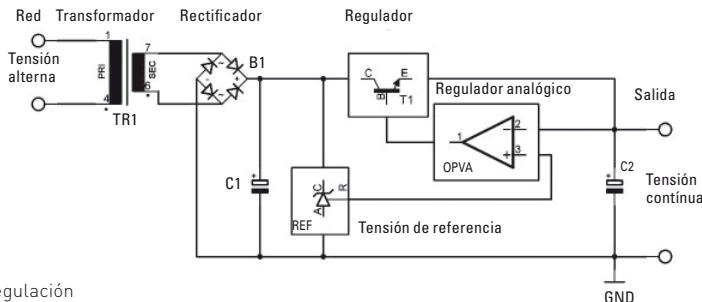 Red Transformador Rectificador Regulador
Tensión
alterna
1
7
PRI
SEC
4
6
TR1
~
-
+
~
B1
C E
B T1
Regulador analógico
1
2
3
-
+
OPVA
Salida
C1
+
A C R
REF
Tensión de referencia
C2
+
Tensión
contínua
GND
egulación